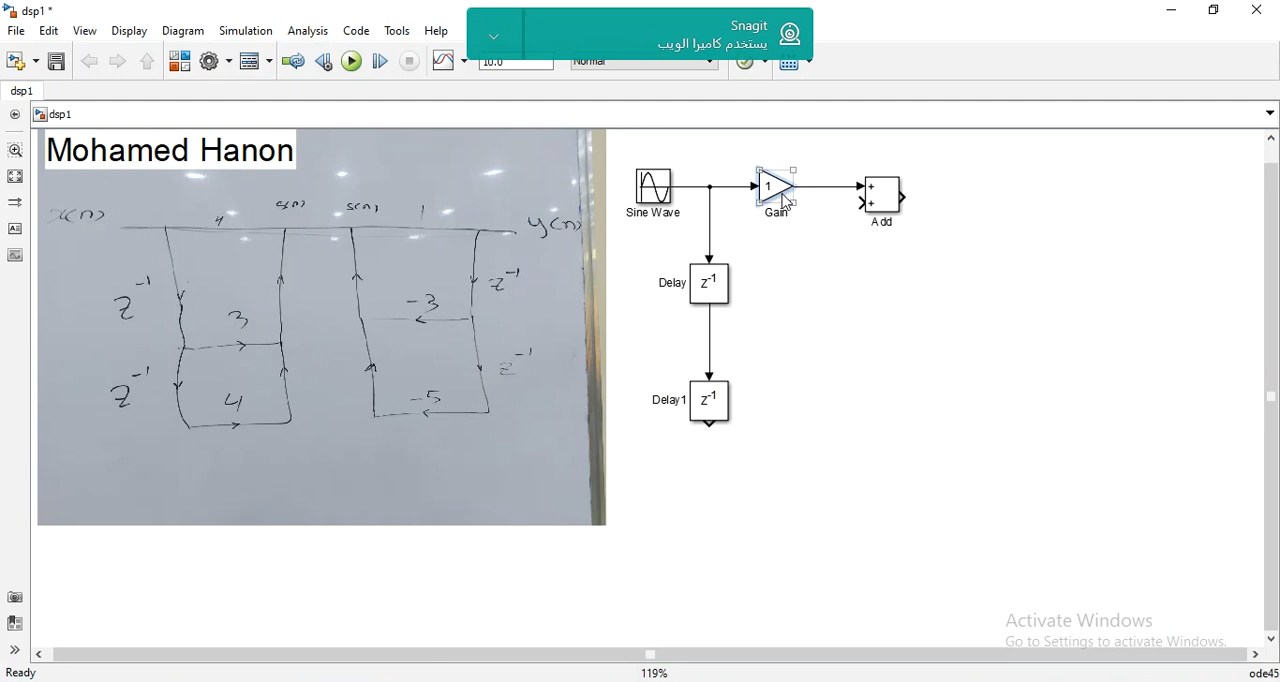 dsp1 *
Snagit
يستخدم كاميرا الويب
File Edit View Display Diagram Simulation Analysis Code Tools Help
10.0 Normal
dsp1
dsp1
Mohamed Hanon
x(n) 4 s(n) s(n) 1 y(n)
z⁻¹ 3 -3 z⁻¹
z⁻¹ 4 -5 z⁻¹
Sine Wave
1
Gain
+
+
Add
Delay z⁻¹
Delay1 z⁻¹
Activate Windows
Go to Settings to activate Windows.
Ready 119% ode45